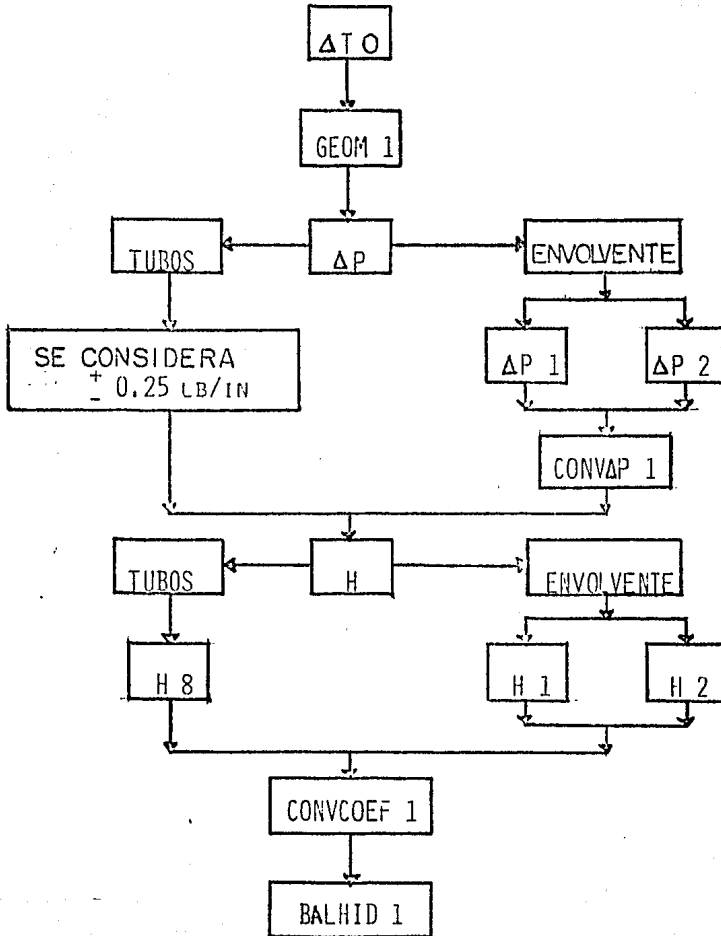 ΔT0
GEOM 1
TUBOS
ΔP
ENVOLVENTE
SE CONSIDERA
+
- 0.25 LB/IN
ΔP 1
ΔP 2
CONVΔP 1
TUBOS
H
ENVOLVENTE
H 8
H 1
H 2
CONVCOEF 1
BALHID 1